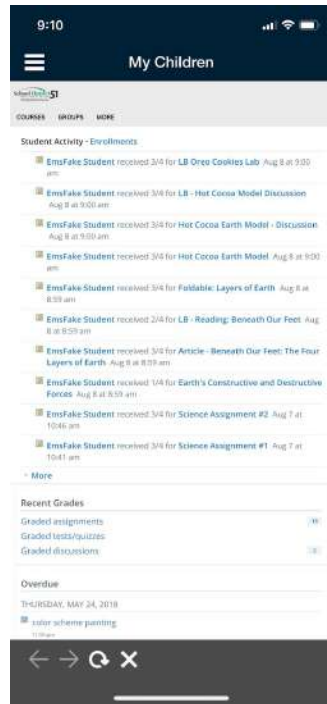 9:10
My Children
School District 51
COURSES GROUPS MORE
Student Activity - Enrollments
EmsFake Student received 3/4 for LB Oreo Cookies Lab Aug 8 at 9:00
am
EmsFake Student received 3/4 for LB - Hot Cocoa Model Discussion
Aug 8 at 9:00 am
EmsFake Student received 3/4 for Hot Cocoa Earth Model - Discussion
Aug 8 at 9:00 am
EmsFake Student received 3/4 for Hot Cocoa Earth Model Aug 8 at 9:00
am
EmsFake Student received 3/4 for Foldable: Layers of Earth Aug 8 at
8:59 am
EmsFake Student received 2/4 for LB - Reading: Beneath Our Feet Aug
8 at 8:59 am
EmsFake Student received 3/4 for Article - Beneath Our Feet: The Four
Layers of Earth Aug 8 at 8:59 am
EmsFake Student received 1/4 for Earth's Constructive and Destructive
Forces Aug 8 at 8:59 am
EmsFake Student received 3/4 for Science Assignment #2 Aug 7 at
10:46 am
EmsFake Student received 3/4 for Science Assignment #1 Aug 7 at
10:41 am
More
Recent Grades
Graded assignments
Graded tests/quizzes
Graded discussions
Overdue
THURSDAY, MAY 24, 2018
color scheme painting